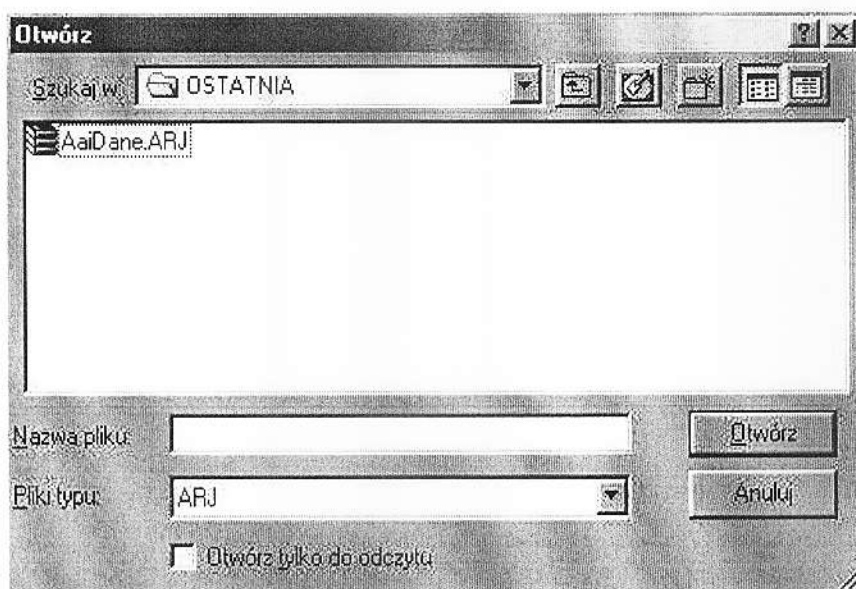 Otwórz
Szukaj w: OSTATNIA
AaiDane.ARJ
Nazwa pliku:
Otwórz
Pliki typu: ARJ
Anuluj
Otwórz tylko do odczytu